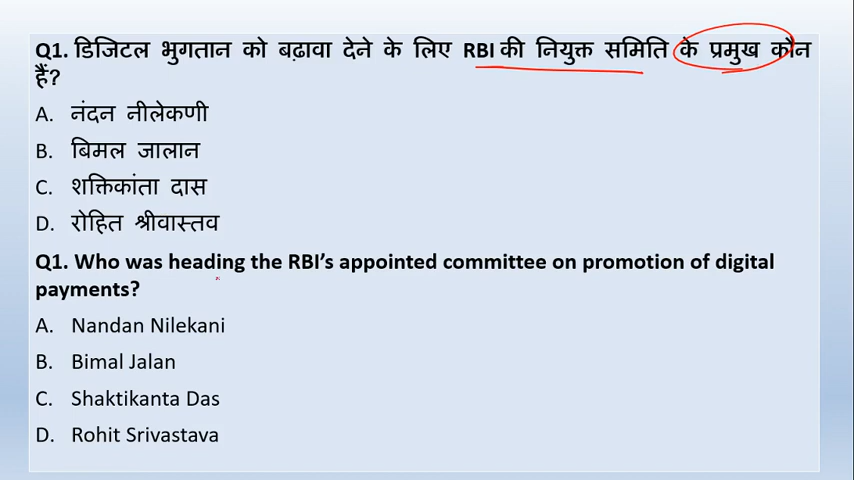 Q1. डिजिटल भुगतान को बढ़ावा देने के लिए RBI की नियुक्त समिति के प्रमुख कौन
हैं?
A. नंदन नीलेकणी
B. बिमल जालान
C. शक्तिकांता दास
D. रोहित श्रीवास्तव
Q1. Who was heading the RBI’s appointed committee on promotion of digital
payments?
A. Nandan Nilekani
B. Bimal Jalan
C. Shaktikanta Das
D. Rohit Srivastava